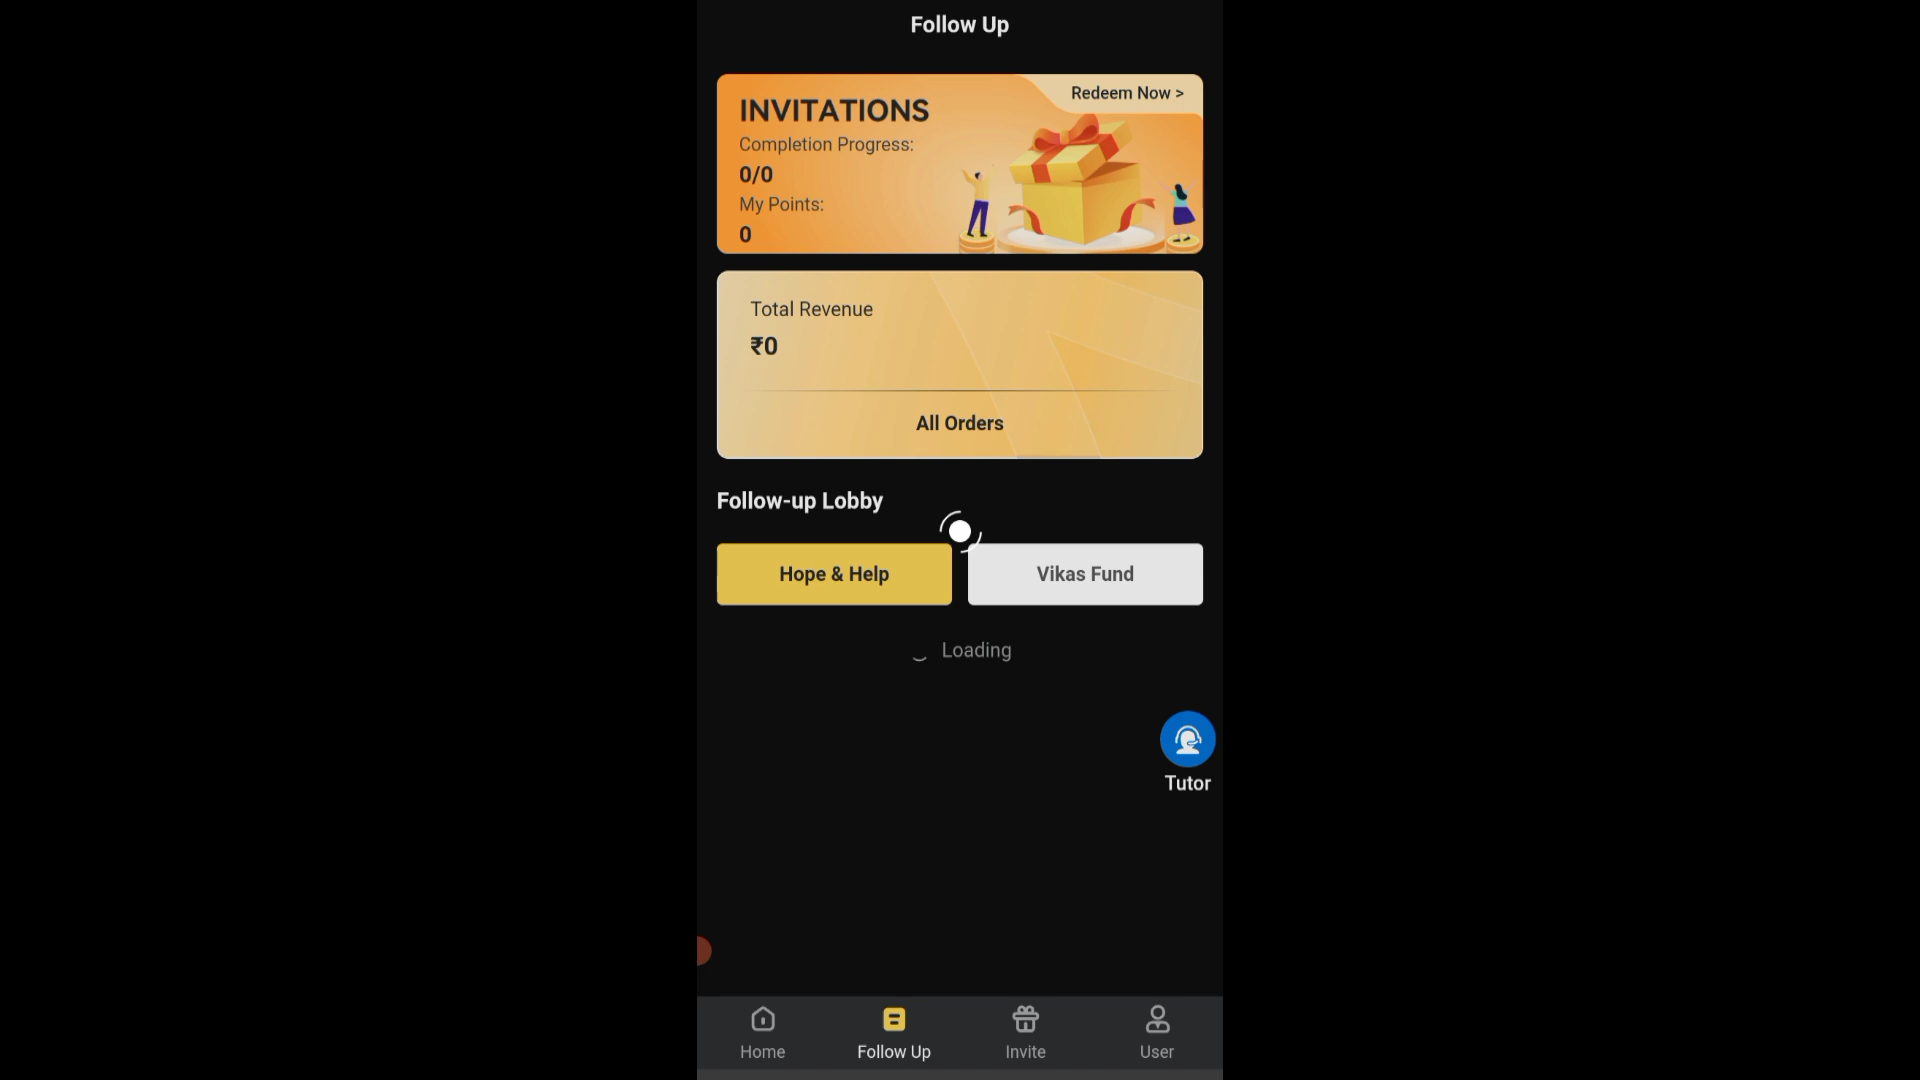 Follow Up
Redeem Now >
INVITATIONS
Completion Progress:
0/0
My Points:
0
Total Revenue
₹0
All Orders
Follow-up Lobby
Hope & Help
Vikas Fund
Loading
Tutor
Home
Follow Up
Invite
User